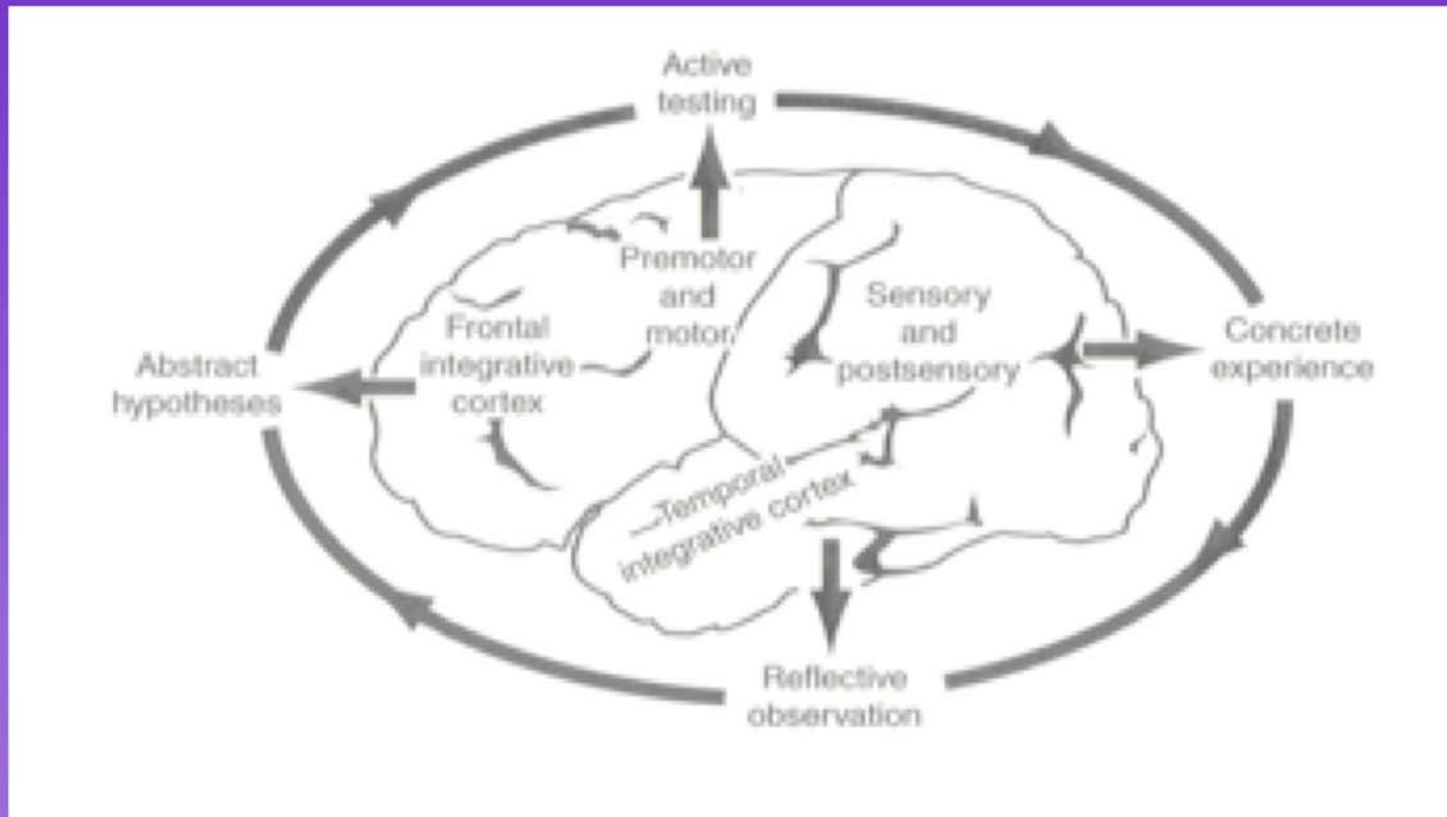 Active
testing
Premotor
and
motor
Sensory
and
postsensory
Frontal
integrative
cortex
Concrete
experience
Abstract
hypotheses
Temporal
integrative cortex
Reflective
observation